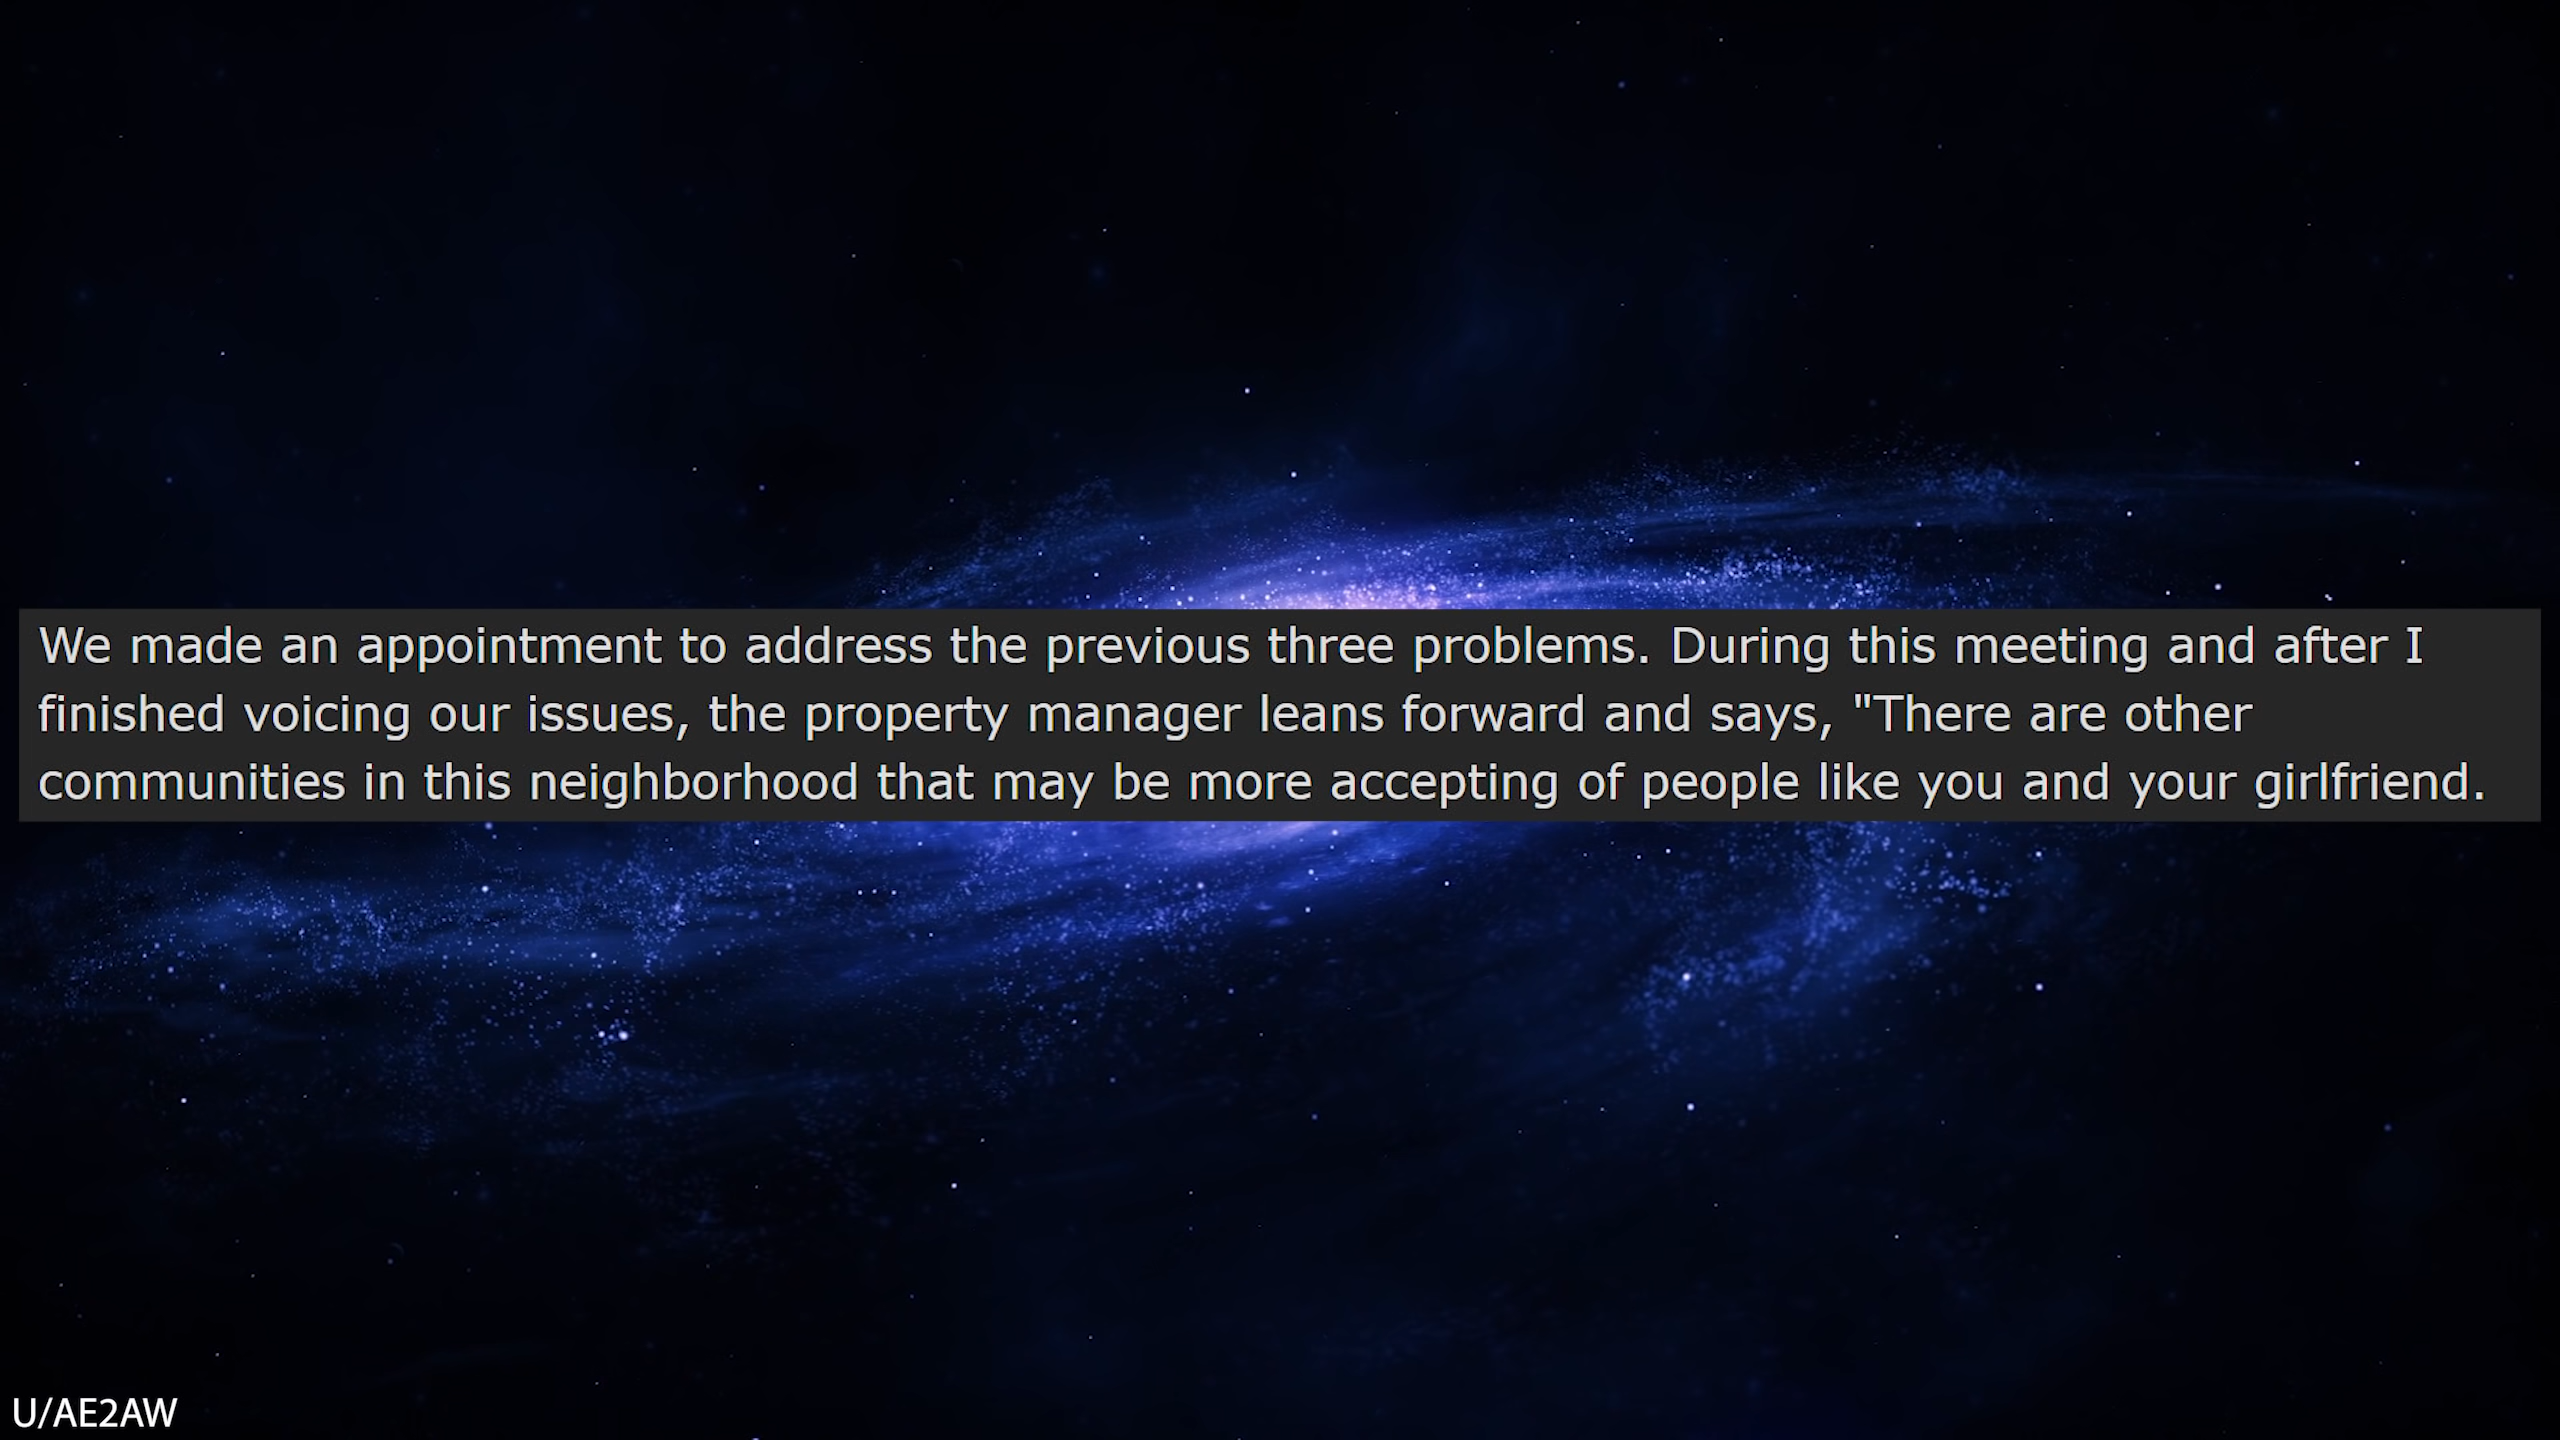 We made an appointment to address the previous three problems. During this meeting and after I
finished voicing our issues, the property manager leans forward and says, "There are other
communities in this neighborhood that may be more accepting of people like you and your girlfriend.
U/AE2AW